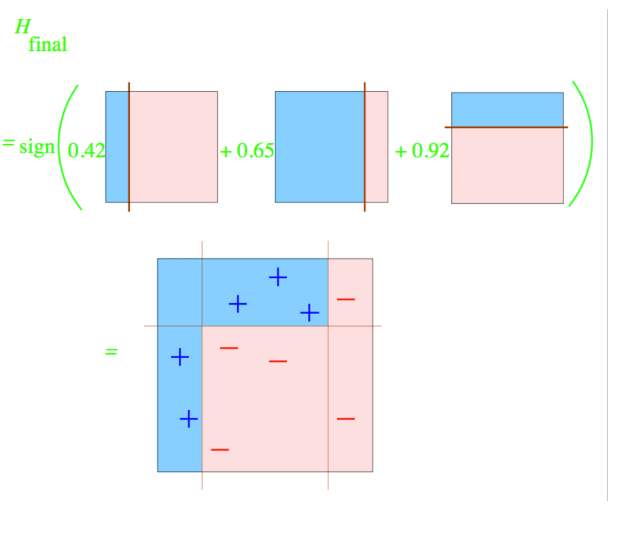 H
final
= sign ( 0.42 + 0.65 + 0.92 )
+
+ + −
=
+ − −
+ −
−